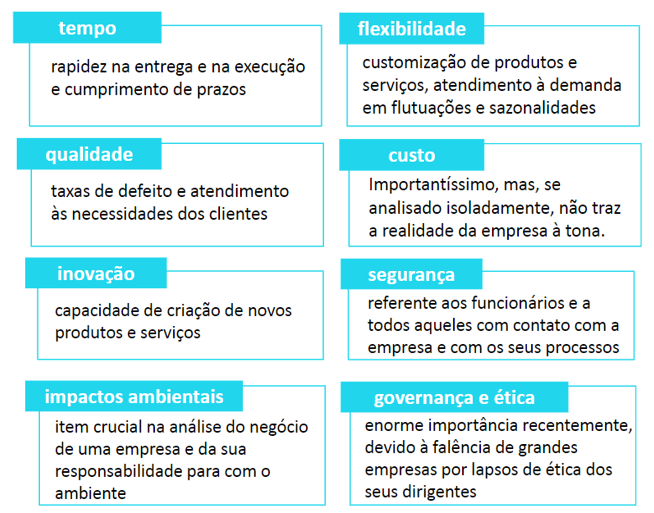 tempo
rapidez na entrega e na execução
e cumprimento de prazos
flexibilidade
customização de produtos e
serviços, atendimento à demanda
em flutuações e sazonalidades
qualidade
taxas de defeito e atendimento
às necessidades dos clientes
custo
Importantíssimo, mas, se
analisado isoladamente, não traz
a realidade da empresa à tona.
inovação
capacidade de criação de novos
produtos e serviços
segurança
referente aos funcionários e a
todos aqueles com contato com a
empresa e com os seus processos
impactos ambientais
item crucial na análise do negócio
de uma empresa e da sua
responsabilidade para com o
ambiente
governança e ética
enorme importância recentemente,
devido à falência de grandes
empresas por lapsos de ética dos
seus dirigentes